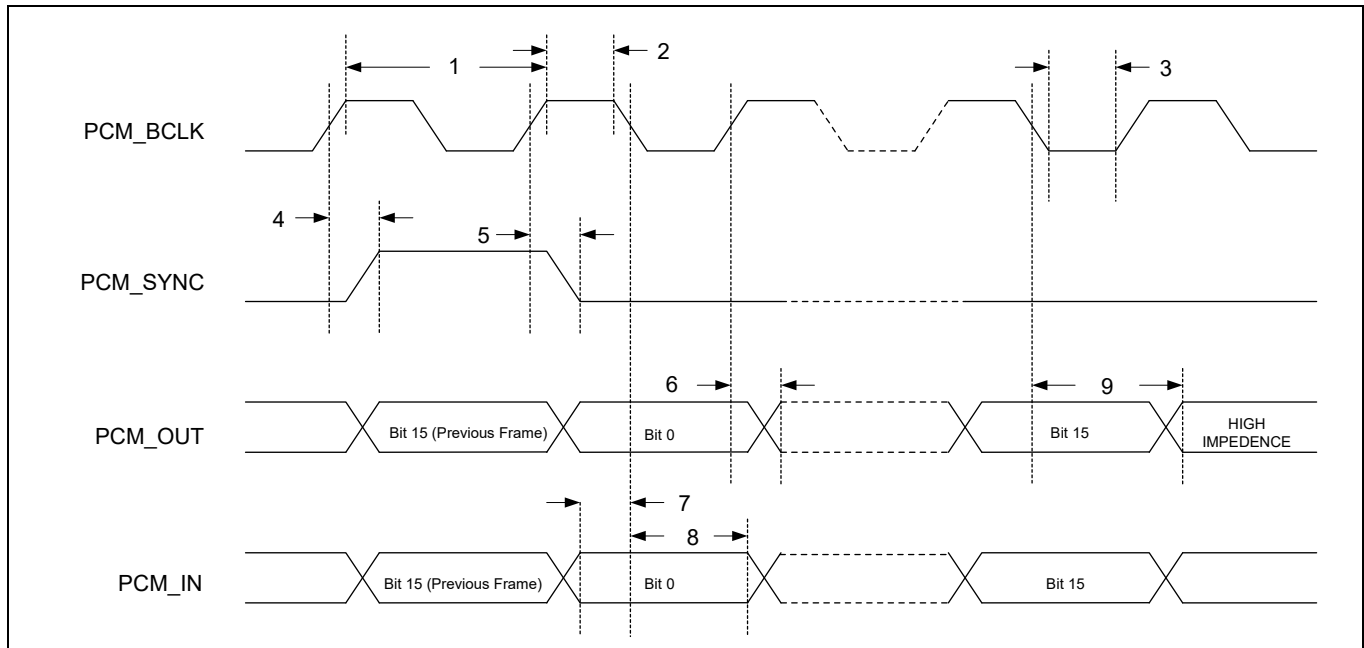 1
2
3
PCM_BCLK
4
5
PCM_SYNC
6
9
PCM_OUT
Bit 15 (Previous Frame)
Bit 0
Bit 15
HIGH
IMPEDENCE
7
8
PCM_IN
Bit 15 (Previous Frame)
Bit 0
Bit 15